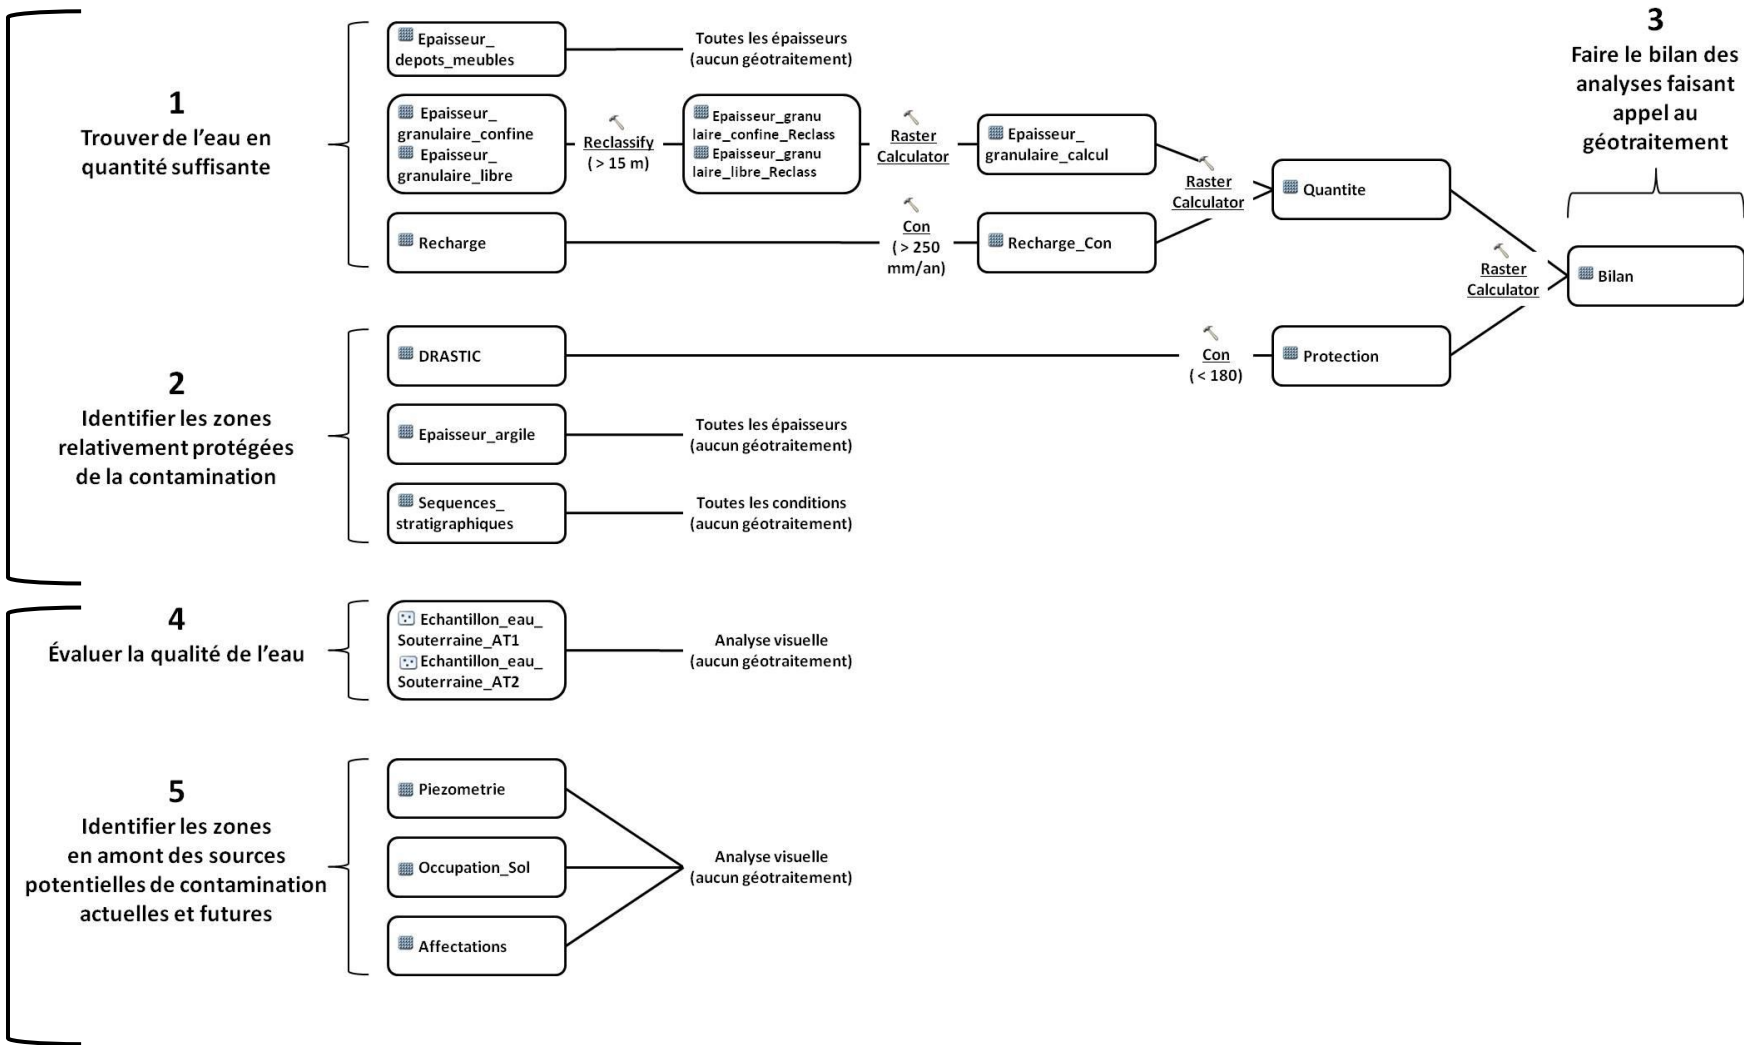 1
Trouver de l'eau en
quantité suffisante
Epaisseur_
depots_meubles
Toutes les épaisseurs
(aucun géotraitement)
Epaisseur_
granulaire_confine
Epaisseur_
granulaire_libre
Reclassify
( > 15 m)
Epaisseur_granu
laire_confine_Reclass
Epaisseur_granu
laire_libre_Reclass
Raster
Calculator
Epaisseur_
granulaire_calcul
Recharge
Con
( > 250
mm/an)
Recharge_Con
Raster
Calculator
Quantite
2
Identifier les zones
relativement protégées
de la contamination
DRASTIC
Con
( < 180)
Protection
Epaisseur_argile
Toutes les épaisseurs
(aucun géotraitement)
Sequences_
stratigraphiques
Toutes les conditions
(aucun géotraitement)
3
Faire le bilan des
analyses faisant
appel au
géotraitement
Raster
Calculator
Bilan
4
Évaluer la qualité de l'eau
Echantillon_eau_
Souterraine_AT1
Echantillon_eau_
Souterraine_AT2
Analyse visuelle
(aucun géotraitement)
5
Identifier les zones
en amont des sources
potentielles de contamination
actuelles et futures
Piezometrie
Occupation_Sol
Affectations
Analyse visuelle
(aucun géotraitement)